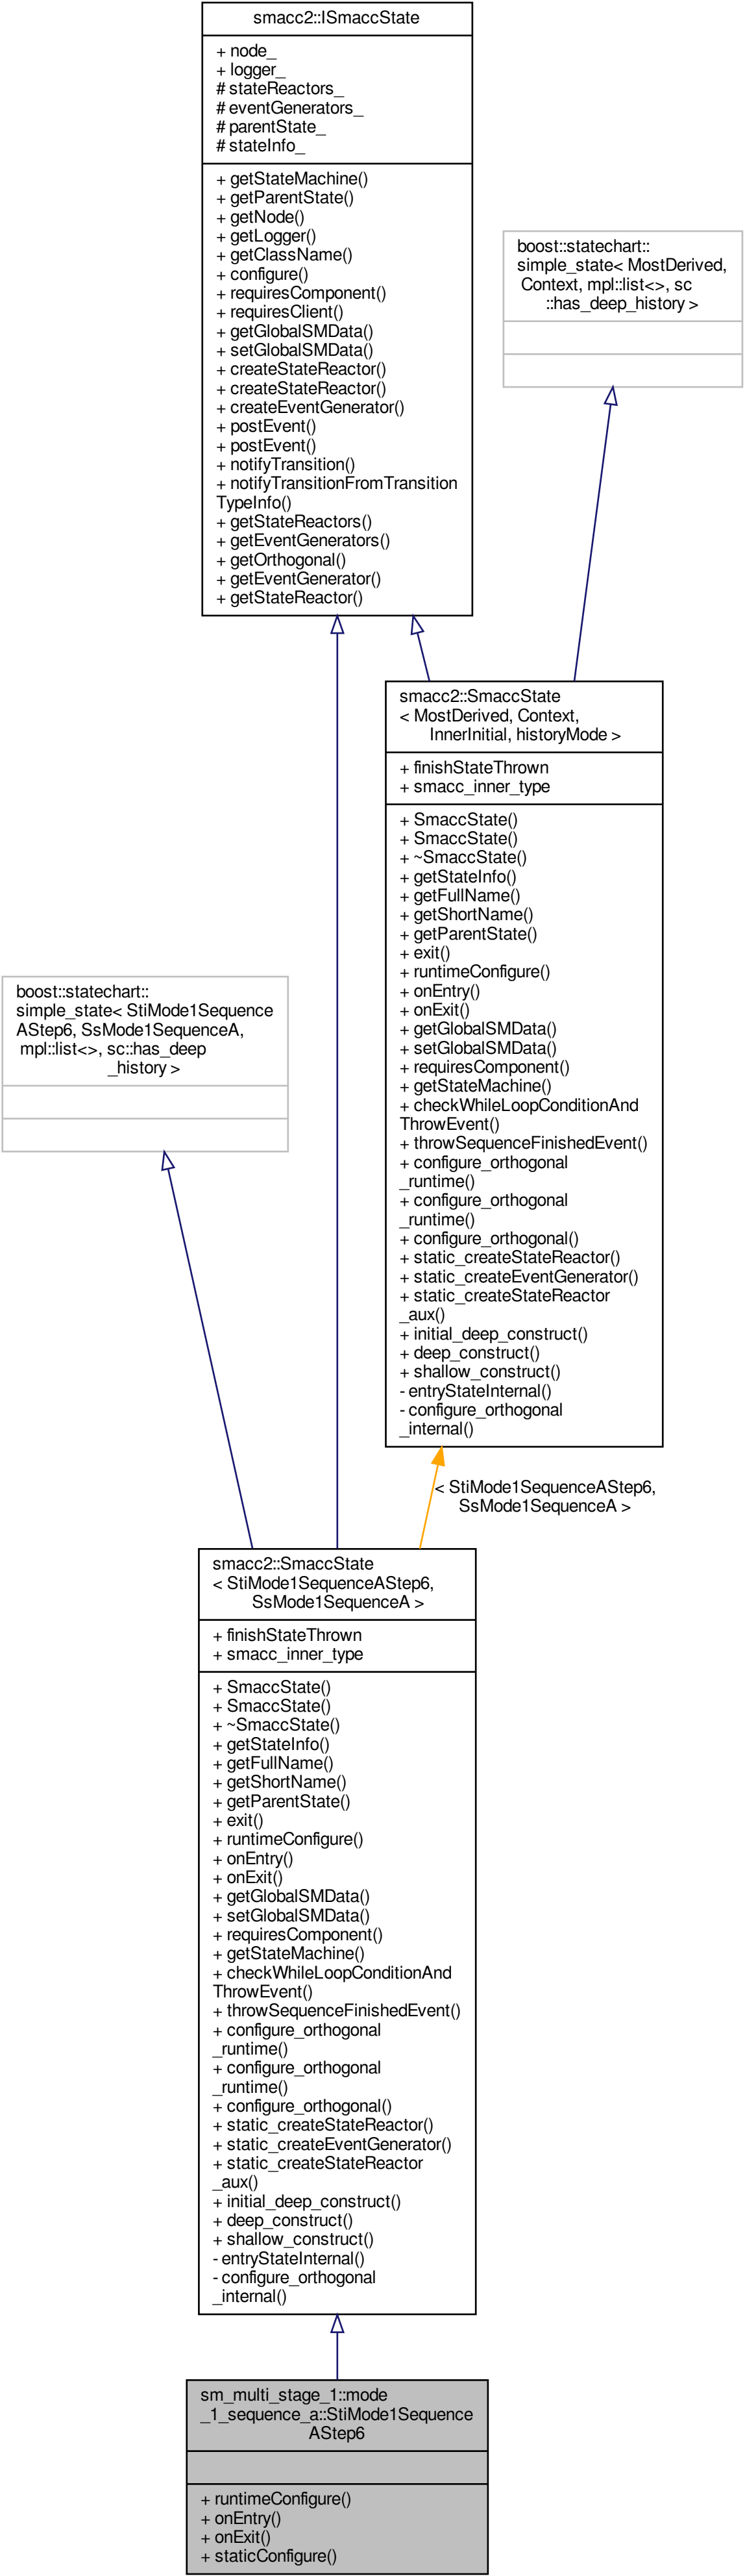 smacc2::ISmaccState
+ node_
+ logger_
# stateReactors_
# eventGenerators_
# parentState_
# stateInfo_
+ getStateMachine()
+ getParentState()
+ getNode()
+ getLogger()
+ getClassName()
+ configure()
+ requiresComponent()
+ requiresClient()
+ getGlobalSMData()
+ setGlobalSMData()
+ createStateReactor()
+ createStateReactor()
+ createEventGenerator()
+ postEvent()
+ postEvent()
+ notifyTransition()
+ notifyTransitionFromTransition
TypeInfo()
+ getStateReactors()
+ getEventGenerators()
+ getOrthogonal()
+ getEventGenerator()
+ getStateReactor()
boost::statechart::
simple_state< MostDerived,
Context, mpl::list<>, sc
::has_deep_history >
smacc2::SmaccState
< MostDerived, Context,
InnerInitial, historyMode >
+ finishStateThrown
+ smacc_inner_type
+ SmaccState()
+ SmaccState()
+ ~SmaccState()
+ getStateInfo()
+ getFullName()
+ getShortName()
+ getParentState()
+ exit()
+ runtimeConfigure()
+ onEntry()
+ onExit()
+ getGlobalSMData()
+ setGlobalSMData()
+ requiresComponent()
+ getStateMachine()
+ checkWhileLoopConditionAnd
ThrowEvent()
+ throwSequenceFinishedEvent()
+ configure_orthogonal
_runtime()
+ configure_orthogonal
_runtime()
+ configure_orthogonal()
+ static_createStateReactor()
+ static_createEventGenerator()
+ static_createStateReactor
_aux()
+ initial_deep_construct()
+ deep_construct()
+ shallow_construct()
- entryStateInternal()
- configure_orthogonal
_internal()
boost::statechart::
simple_state< StiMode1Sequence
AStep6, SsMode1SequenceA,
mpl::list<>, sc::has_deep
_history >
< StiMode1SequenceAStep6,
SsMode1SequenceA >
smacc2::SmaccState
< StiMode1SequenceAStep6,
SsMode1SequenceA >
+ finishStateThrown
+ smacc_inner_type
+ SmaccState()
+ SmaccState()
+ ~SmaccState()
+ getStateInfo()
+ getFullName()
+ getShortName()
+ getParentState()
+ exit()
+ runtimeConfigure()
+ onEntry()
+ onExit()
+ getGlobalSMData()
+ setGlobalSMData()
+ requiresComponent()
+ getStateMachine()
+ checkWhileLoopConditionAnd
ThrowEvent()
+ throwSequenceFinishedEvent()
+ configure_orthogonal
_runtime()
+ configure_orthogonal
_runtime()
+ configure_orthogonal()
+ static_createStateReactor()
+ static_createEventGenerator()
+ static_createStateReactor
_aux()
+ initial_deep_construct()
+ deep_construct()
+ shallow_construct()
- entryStateInternal()
- configure_orthogonal
_internal()
sm_multi_stage_1::mode
_1_sequence_a::StiMode1Sequence
AStep6
+ runtimeConfigure()
+ onEntry()
+ onExit()
+ staticConfigure()